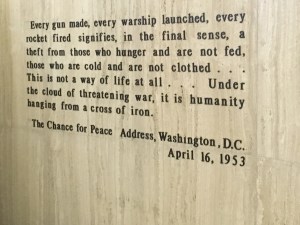 Every gun made, every warship launched, every
rocket fired signifies, in the final sense, a
theft from those who hunger and are not fed,
those who are cold and are not clothed . . .
This is not a way of life at all . . . Under
the cloud of threatening war, it is humanity
hanging from a cross of iron.
The Chance for Peace Address, Washington, D.C.
April 16, 1953